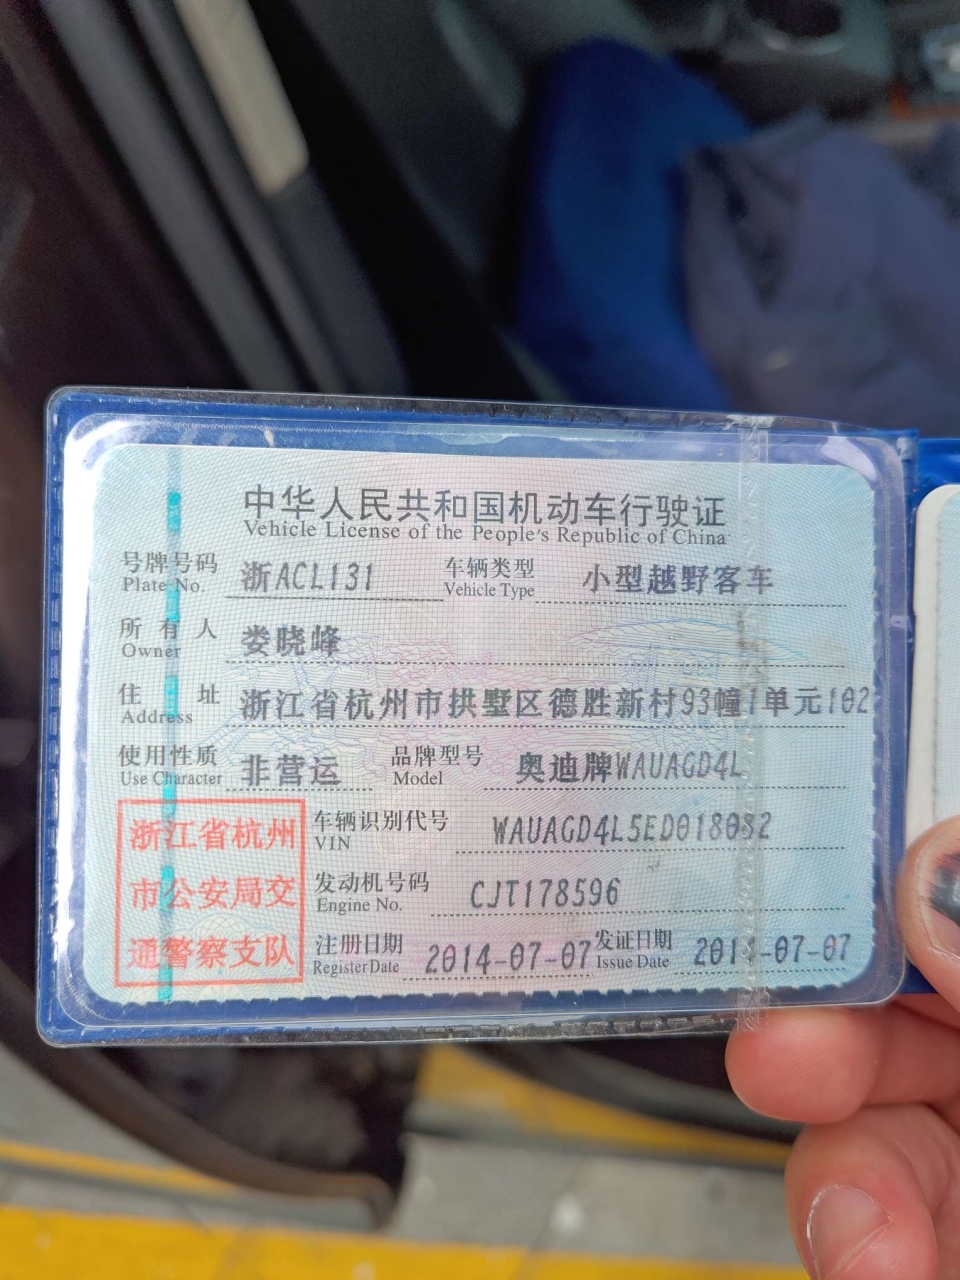 中华人民共和国机动车行驶证
Vehicle License of the People's Republic of China
号牌号码 浙ACL131 车辆类型 小型越野客车
Plate No. Vehicle Type
所有人 娄晓峰
Owner
住址 浙江省杭州市拱墅区德胜新村93幢1单元102
Address
使用性质 非营运 品牌型号 奥迪牌WAUAGD4L
Use Character Model
车辆识别代号 WAUAGD4L5ED018082
VIN
发动机号码 CJT178596
Engine No.
注册日期 2014-07-07 发证日期 2014-07-07
Register Date Issue Date
浙江省杭州
市公安局交
通警察支队